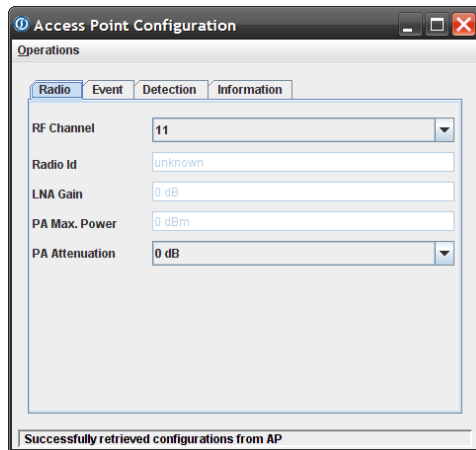 Access Point Configuration
Operations
Radio Event Detection Information
RF Channel 11
Radio Id unknown
LNA Gain 0 dB
PA Max. Power 0 dBm
PA Attenuation 0 dB
Successfully retrieved configurations from AP